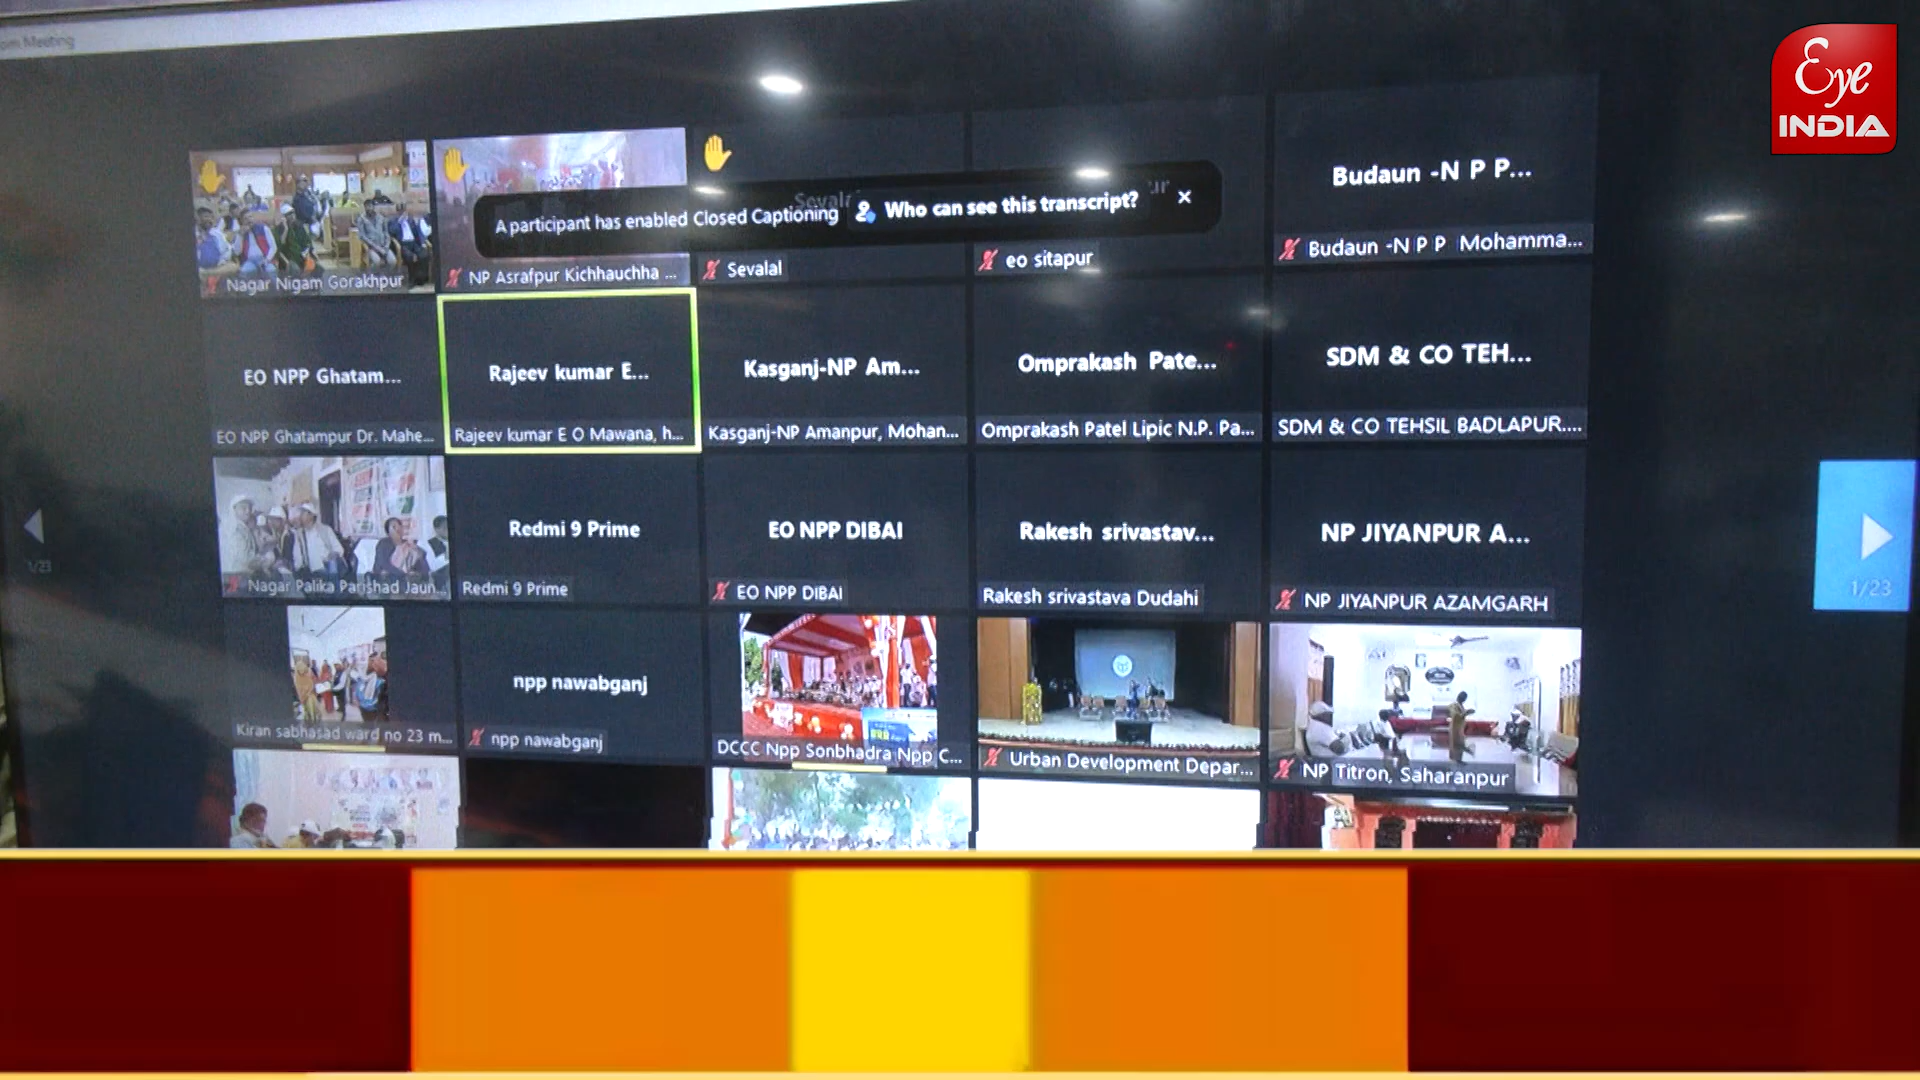 Eye
INDIA
Meeting
A participant has enabled Closed Captioning
Who can see this transcript?
Nagar Nigam Gorakhpur
NP Asrafpur Kichhauchha ...
Sevalal
eo sitapur
Budaun -N P P...
Budaun -N P P Mohamma...
EO NPP Ghatam...
EO NPP Ghatampur Dr. Mahe...
Rajeev kumar E...
Rajeev kumar E O Mawana, h...
Kasganj-NP Am...
Kasganj-NP Amanpur, Mohan...
Omprakash Pate...
Omprakash Patel Lipic N.P. Pa...
SDM & CO TEH...
SDM & CO TEHSIL BADLAPUR....
Nagar Palika Parishad Jaun...
Redmi 9 Prime
Redmi 9 Prime
EO NPP DIBAI
EO NPP DIBAI
Rakesh srivastav...
Rakesh srivastava Dudahi
NP JIYANPUR A...
NP JIYANPUR AZAMGARH
1/23
1/23
Kiran sabhasad ward no 23 m...
npp nawabganj
npp nawabganj
DCCC Npp Sonbhadra Npp C...
Urban Development Depar...
NP Titron, Saharanpur